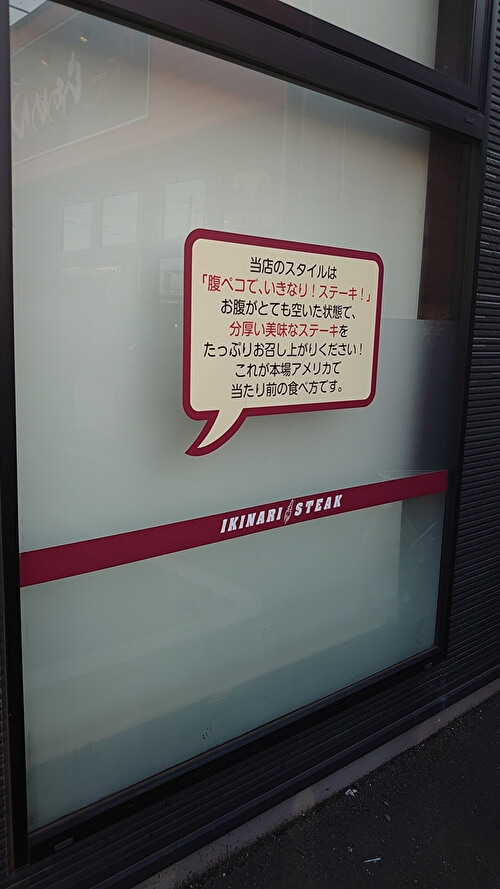 当店のスタイルは
「腹ペコで、いきなり！ステーキ！」
お腹がとても空いた状態で、
分厚い美味なステーキを
たっぷりお召し上がりください！
これが本場アメリカで
当たり前の食べ方です。
IKINARI STEAK